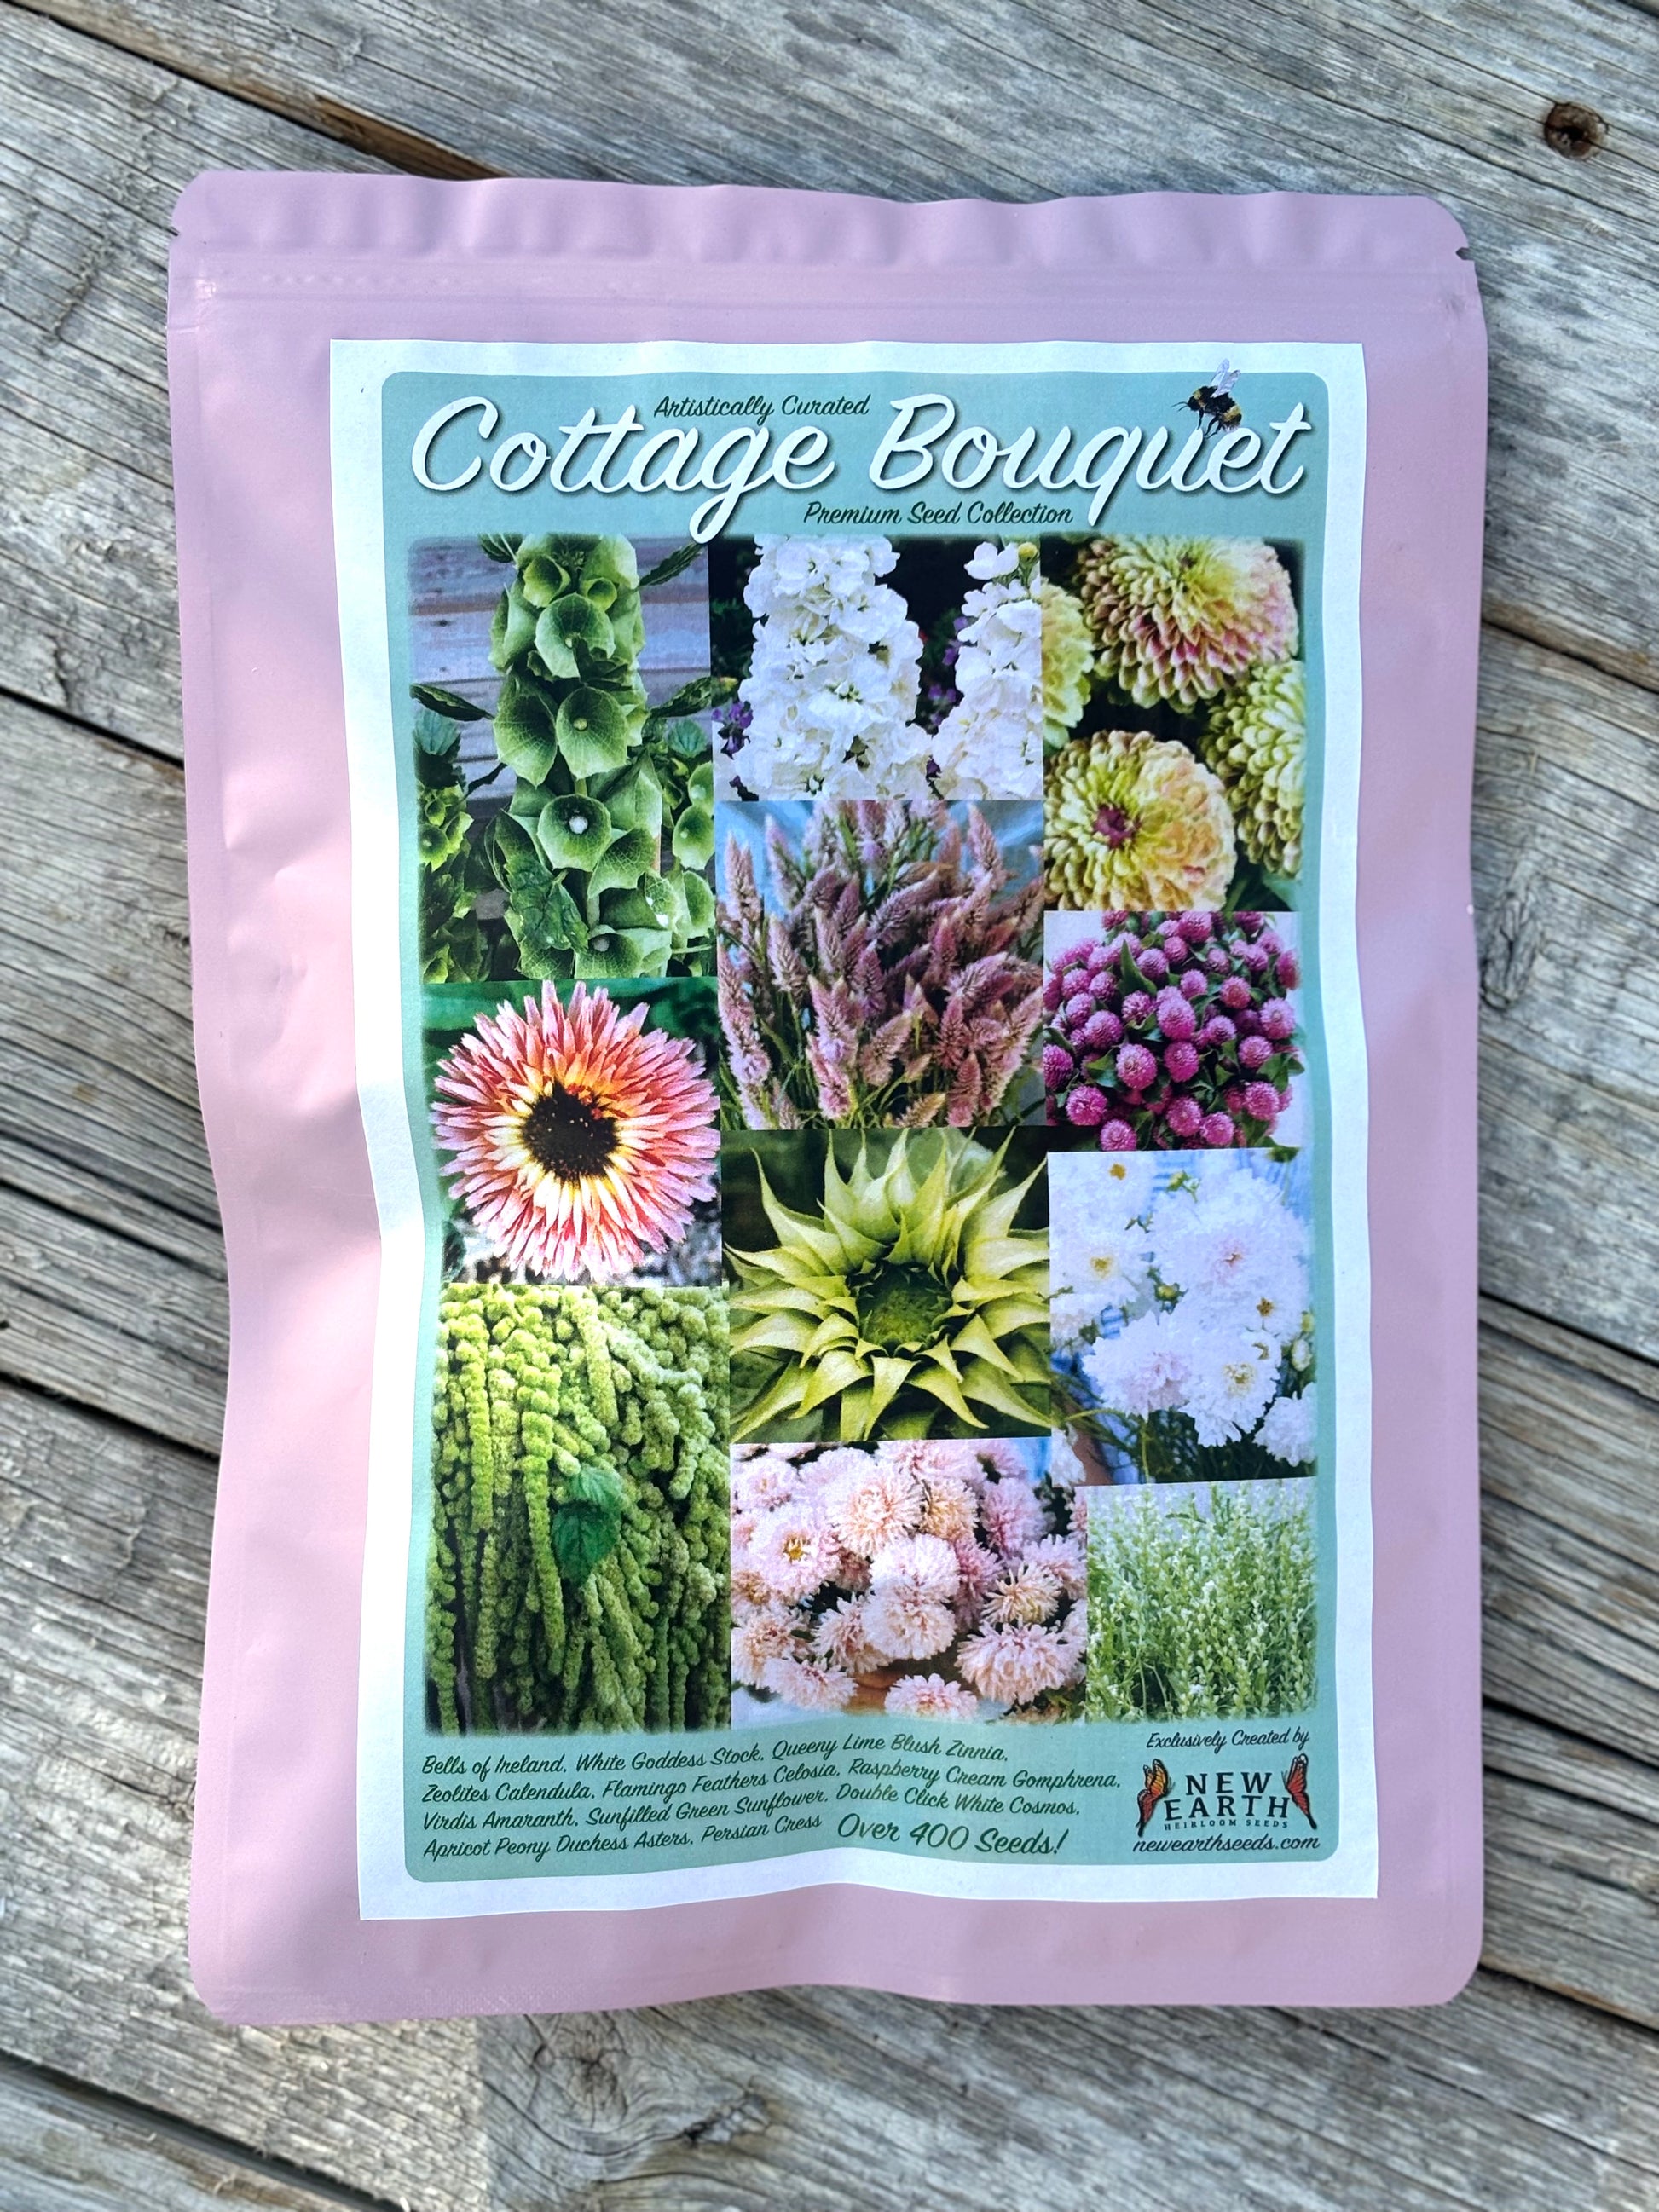 Artistically Curated
Cottage Bouquet
Premium Seed Collection
Bells of Ireland, White Goddess Stock, Queeny Lime Blush Zinnia,
Zeolites Calendula, Flamingo Feathers Celosia, Raspberry Cream Gomphrena,
Virdis Amaranth, Sunfilled Green Sunflower, Double Click White Cosmos,
Apricot Peony Duchess Asters, Persian Cress
Over 400 Seeds!
Exclusively Created by
NEW
EARTH
HEIRLOOM SEEDS
newearthseeds.com